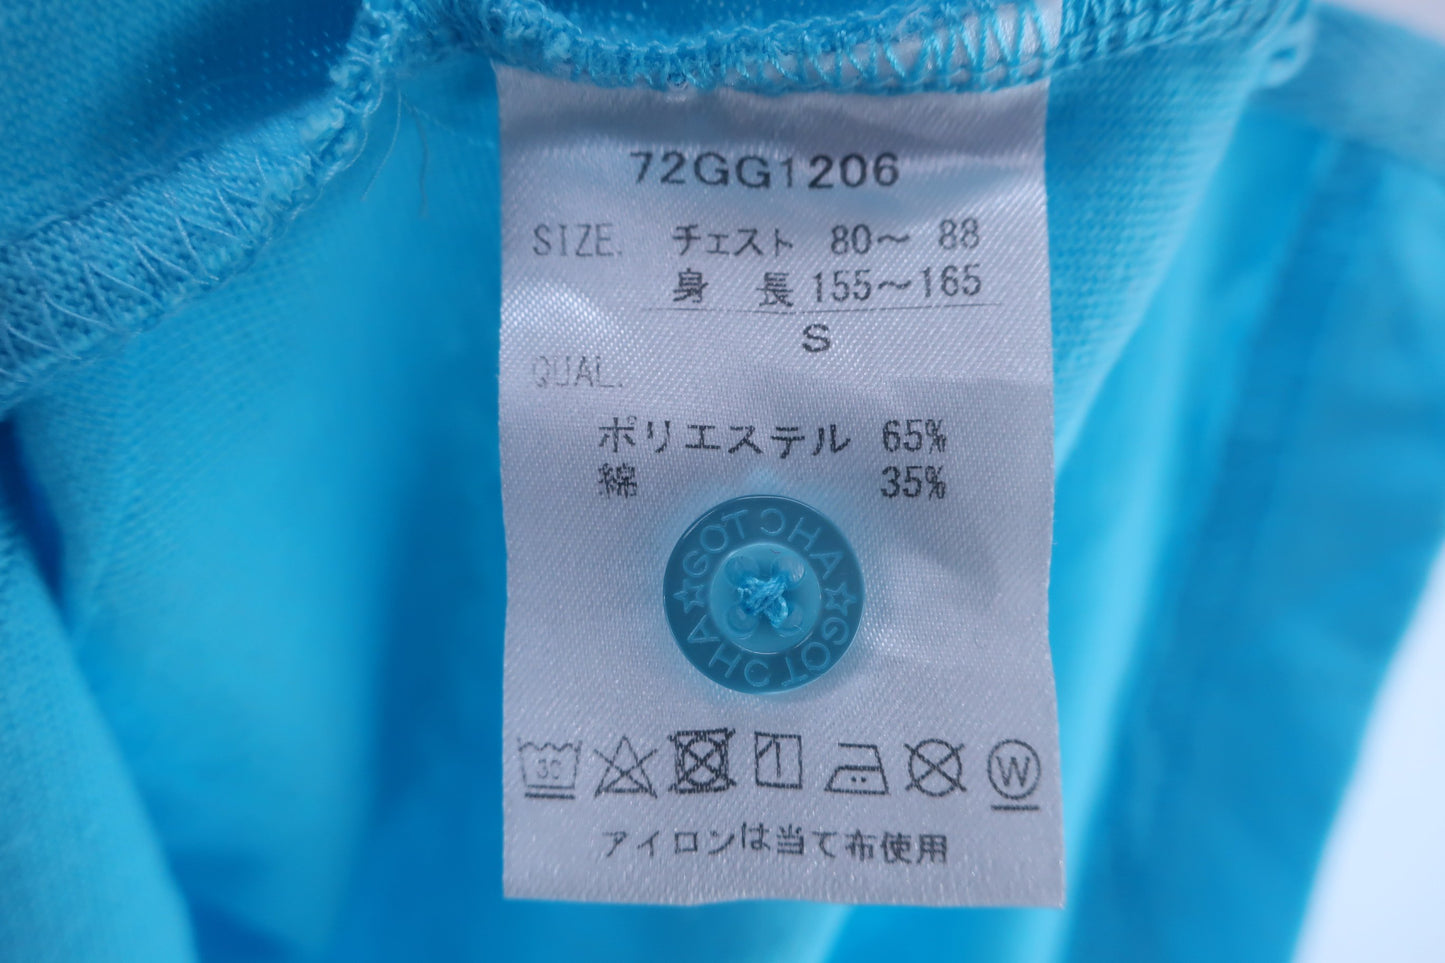 72GG1206
SIZE. チェスト 80～ 88
身 長 155～165
S
QUAL.
ポリエステル 65%
綿 35%
GOTCHA★GOTCHA★
30
W
アイロンは当て布使用